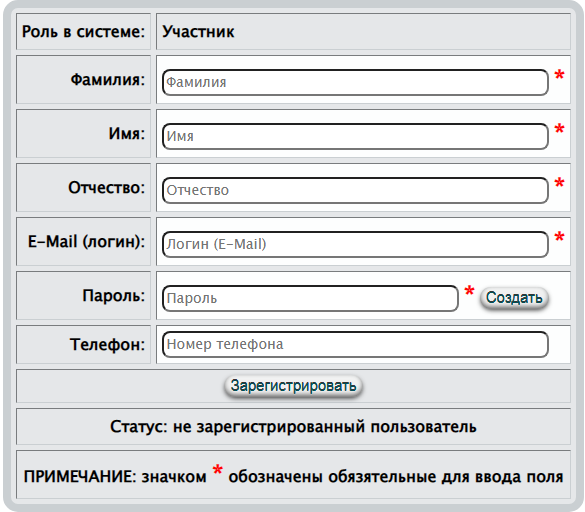 Роль в системе: Участник
Фамилия: Фамилия *
Имя: Имя *
Отчество: Отчество *
E-Mail (логин): Логин (E-Mail) *
Пароль: Пароль * Создать
Телефон: Номер телефона
Зарегистрировать
Статус: не зарегистрированный пользователь
ПРИМЕЧАНИЕ: значком * обозначены обязятельные для ввода поля